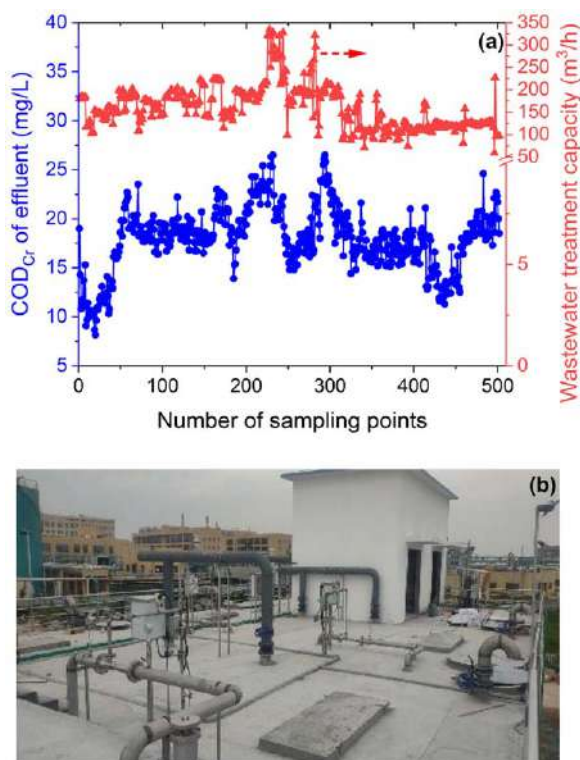 (a)
COD_Cr of effluent (mg/L)
40
35
30
25
20
15
10
5
0 100 200 300 400 500
Number of sampling points
350
300
250
200
150
100
50
5
0
Wastewater treatment capacity (m³/h)
(b)